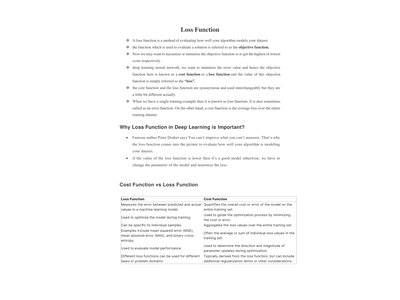 Loss Function
❖ A loss function is a method of evaluating how well your algorithm models your dataset.
❖ the function which is used to evaluate a solution is referred to as the objective function.
❖ Now we may want to maximize or minimize the objective function is to get the highest or lowest
score respectively.
❖ deep learning neural network, we want to minimize the error value and hence the objective
function here is known as a cost function or a loss function and the value of this objective
function is simply referred to as the "loss".
❖ the cost function and the loss function are synonymous and used interchangeably but they are
a little bit different actually.
❖ When we have a single training example then it is known as loss function. It is also sometimes
called as an error function. On the other hand, a cost function is the average loss over the entire
training dataset.
Why Loss Function in Deep Learning is Important?
• Famous author Peter Druker says You can't improve what you can't measure. That's why
the loss function comes into the picture to evaluate how well your algorithm is modeling
your dataset.
• if the value of the loss function is lower then it's a good model otherwise, we have to
change the parameter of the model and minimize the loss.
Cost Function vs Loss Function
Loss Function Cost Function
Measures the error between predicted and actual
values in a machine learning model.
Quantifies the overall cost or error of the model on the
entire training set.
Used to optimize the model during training.
Used to guide the optimization process by minimizing
the cost or error.
Can be specific to individual samples.
Aggregates the loss values over the entire training set.
Examples include mean squared error (MSE),
mean absolute error (MAE), and binary cross-
entropy.
Often the average or sum of individual loss values in the
training set.
Used to evaluate model performance.
Used to determine the direction and magnitude of
parameter updates during optimization.
Different loss functions can be used for different
tasks or problem domains.
Typically derived from the loss function, but can include
additional regularization terms or other considerations.